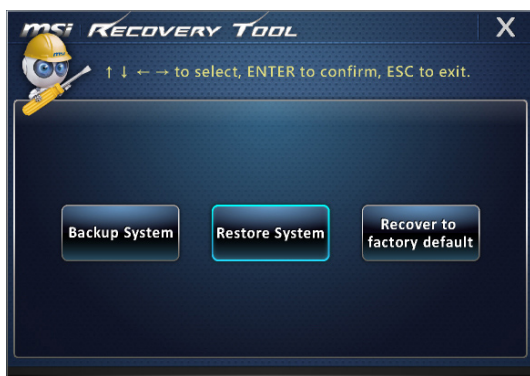 msi RECOVERY TOOL X
↑ ↓ ← → to select, ENTER to confirm, ESC to exit.
Backup System
Restore System
Recover to
factory default